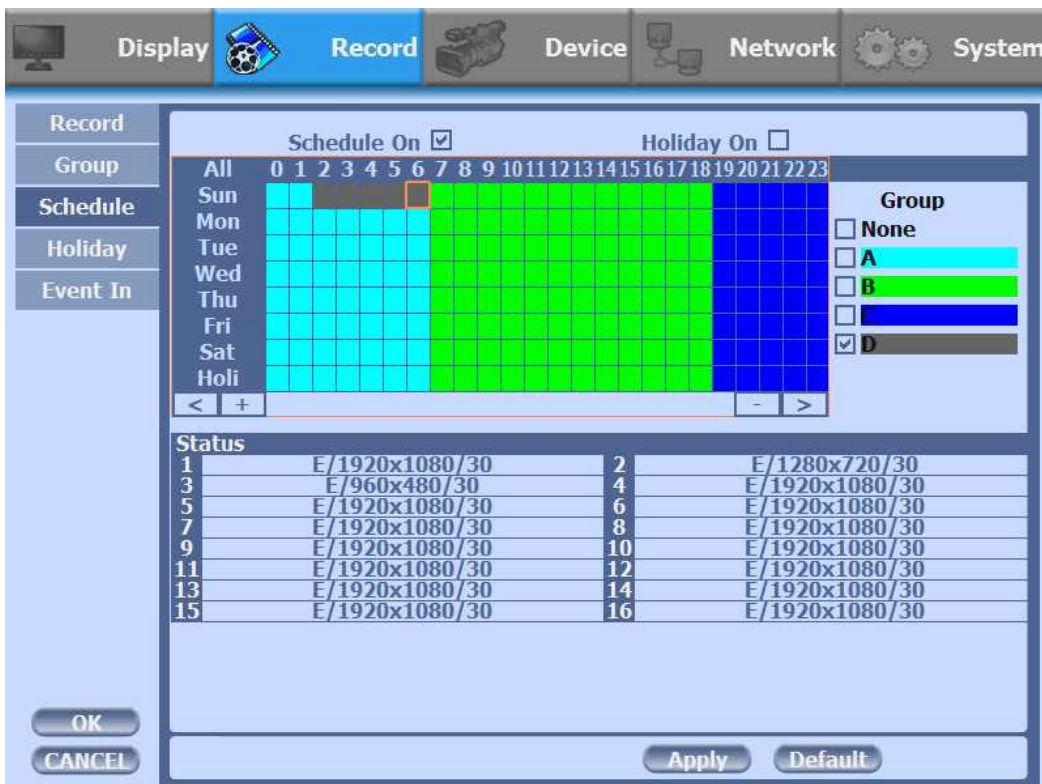 Display Record Device Network System
Record
Group
Schedule
Holiday
Event In
Schedule On Holiday On
All 0 1 2 3 4 5 6 7 8 9 10 11 12 13 14 15 16 17 18 19 20 21 22 23
Sun
Mon
Tue
Wed
Thu
Fri
Sat
Holi
< + - >
Group
None
A
B
C
D
Status
1 E/1920x1080/30 2 E/1280x720/30
3 E/960x480/30 4 E/1920x1080/30
5 E/1920x1080/30 6 E/1920x1080/30
7 E/1920x1080/30 8 E/1920x1080/30
9 E/1920x1080/30 10 E/1920x1080/30
11 E/1920x1080/30 12 E/1920x1080/30
13 E/1920x1080/30 14 E/1920x1080/30
15 E/1920x1080/30 16 E/1920x1080/30
OK
CANCEL
Apply Default